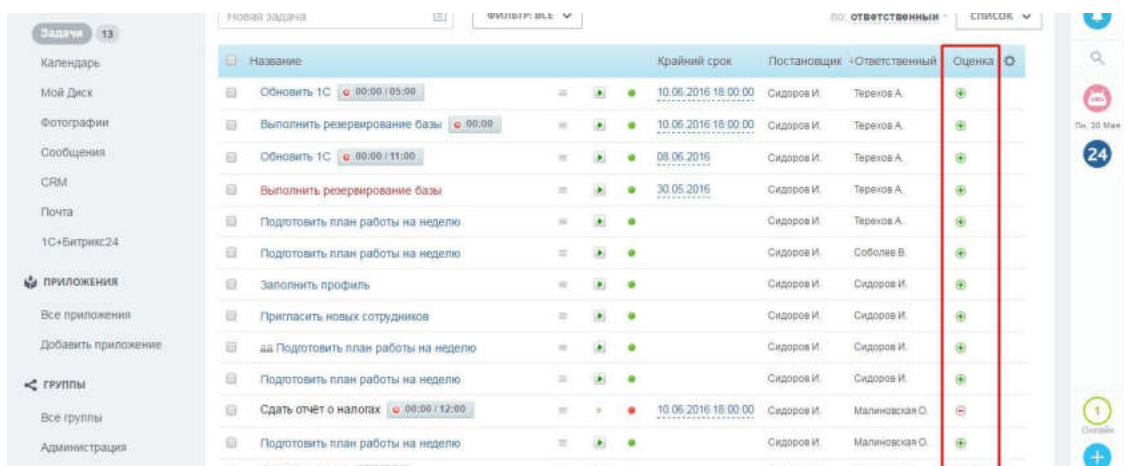 Новая задача ФИЛЬТР: ВСЕ по: ответственный СПИСОК
Задачи 13
Календарь
Мой Диск
Фотографии
Сообщения
CRM
Почта
1С+Битрикс24
ПРИЛОЖЕНИЯ
Все приложения
Добавить приложение
ГРУППЫ
Все группы
Администрация
Название Крайний срок Постановщик Ответственный Оценка
Обновить 1С 00:00 / 05:00 10.06.2016 18:00:00 Сидоров И. Терехов А.
Выполнить резервирование базы 00:00 10.06.2016 18:00:00 Сидоров И. Терехов А.
Обновить 1С 00:00 / 11:00 08.06.2016 Сидоров И. Терехов А.
Выполнить резервирование базы 30.05.2016 Сидоров И. Терехов А.
Подготовить план работы на неделю Сидоров И. Терехов А.
Подготовить план работы на неделю Сидоров И. Соболев В.
Заполнить профиль Сидоров И. Сидоров И.
Пригласить новых сотрудников Сидоров И. Сидоров И.
Подготовить план работы на неделю Сидоров И. Сидоров И.
Подготовить план работы на неделю Сидоров И. Сидоров И.
Сдать отчёт о налогах 00:00 / 12:00 10.06.2016 18:00:00 Сидоров И. Малиновская О.
Подготовить план работы на неделю Сидоров И. Малиновская О.
Пн, 30 Мая
24
1
Онлайн